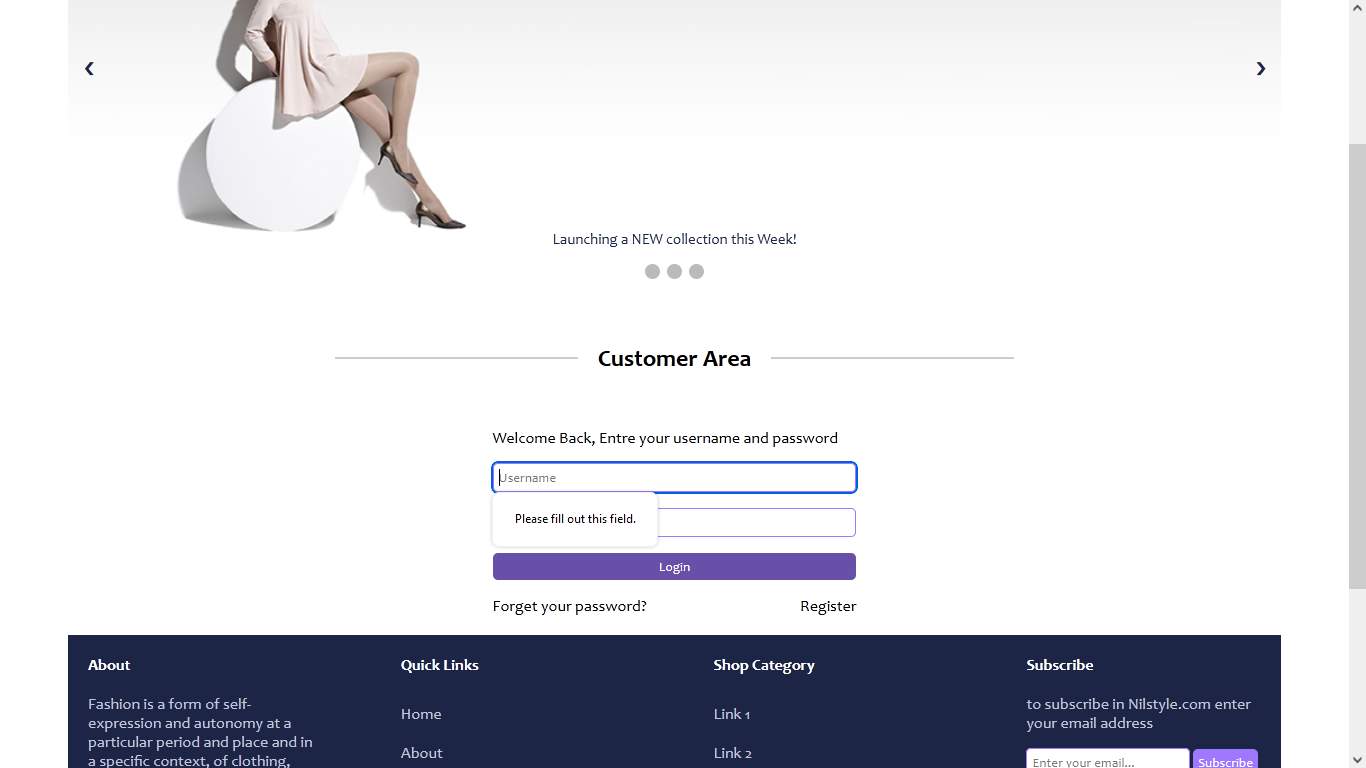 ❮
❯
Launching a NEW collection this Week!
Customer Area
Welcome Back, Entre your username and password
Username
Please fill out this field.
Login
Forget your password?
Register
About
Fashion is a form of self-
expression and autonomy at a
particular period and place and in
a specific context, of clothing,
Quick Links
Home
About
Shop Category
Link 1
Link 2
Subscribe
to subscribe in Nilstyle.com enter
your email address
Enter your email...
Subscribe